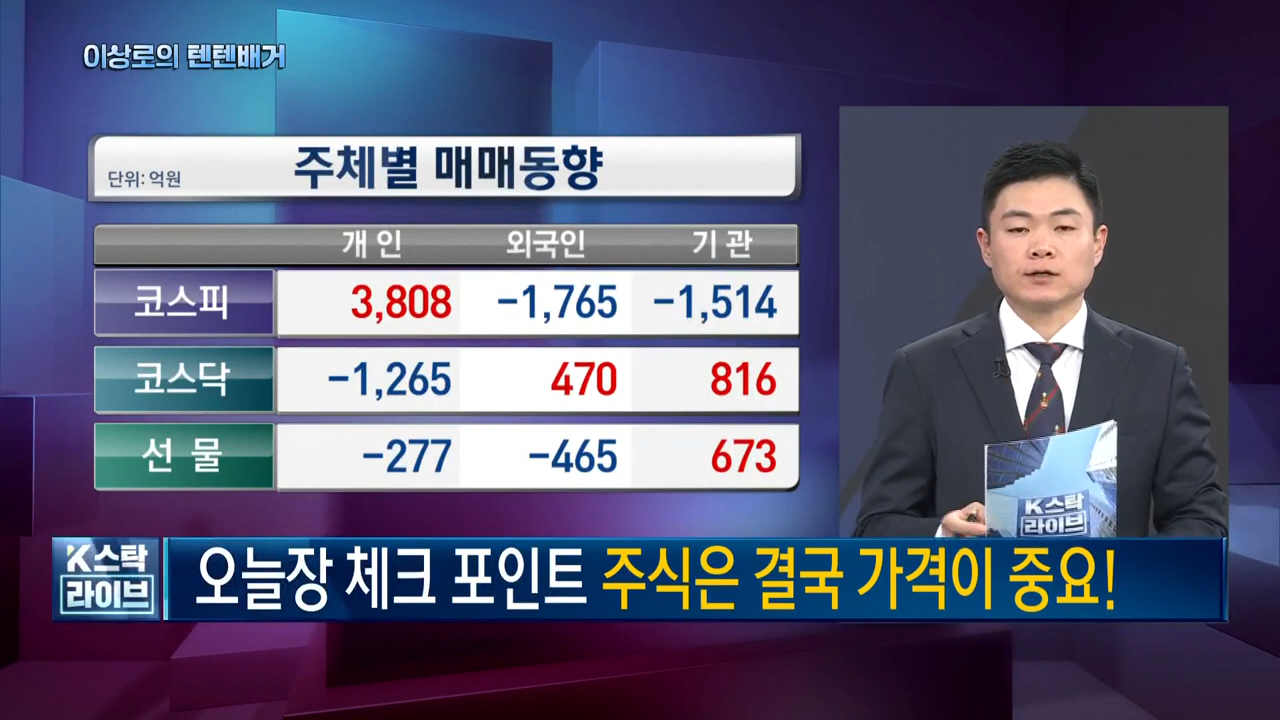 이상로의 텐텐배거
단위: 억원
주체별 매매동향
개인 외국인 기관
코스피 3,808 -1,765 -1,514
코스닥 -1,265 470 816
선물 -277 -465 673
K스탁
라이브
K스탁
라이브
오늘장 체크 포인트 주식은 결국 가격이 중요!